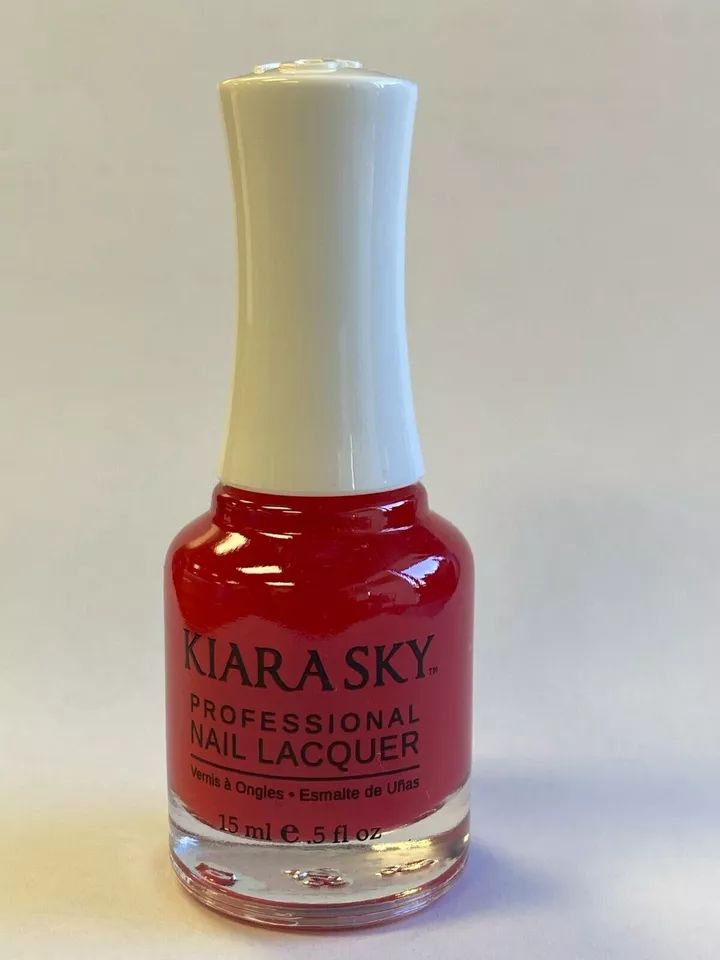 KIARA SKY™
PROFESSIONAL
NAIL LACQUER
Vernis à Ongles • Esmalte de Uñas
15 ml e .5 fl oz